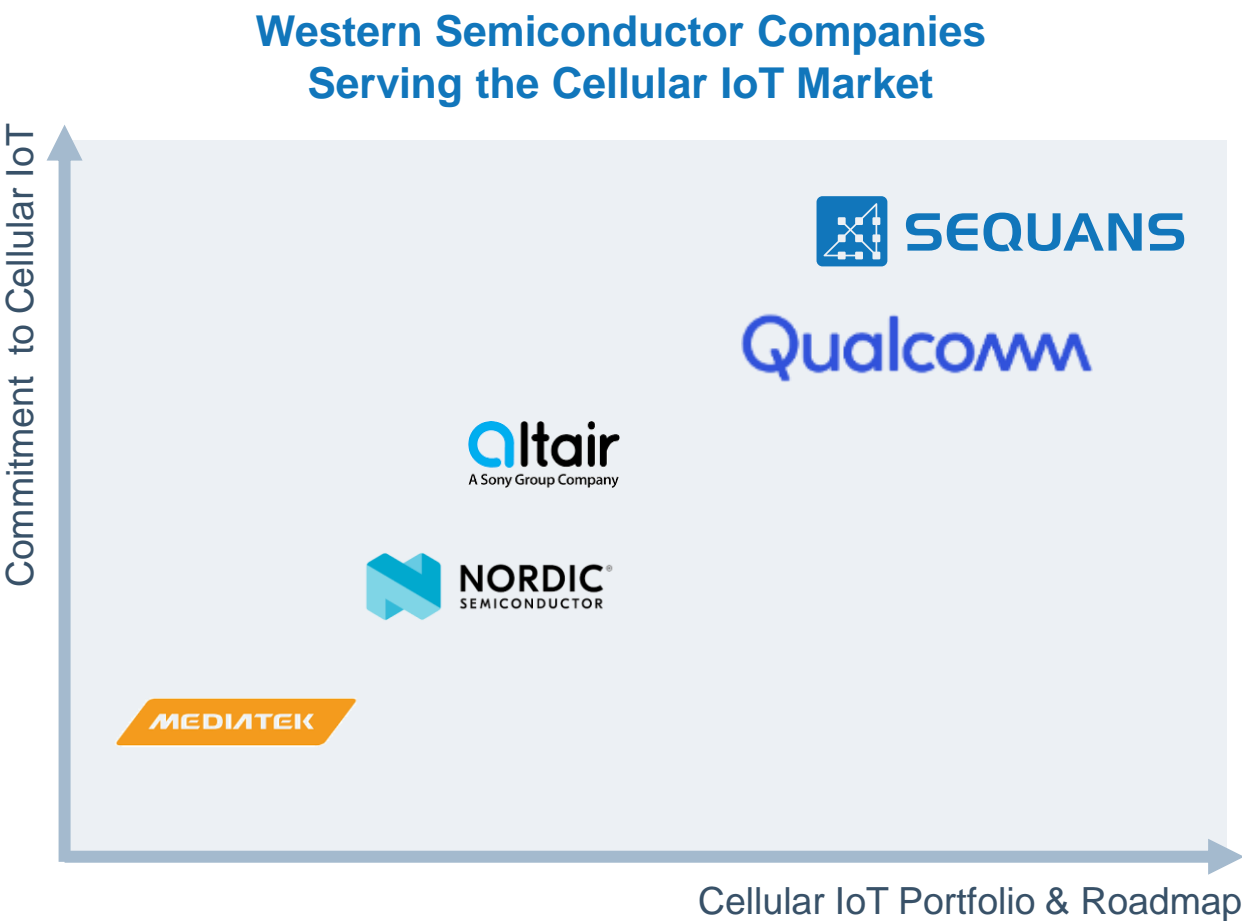 Western Semiconductor Companies
Serving the Cellular IoT Market
Commitment to Cellular IoT
SEQUANS
Qualcomm
altair
A Sony Group Company
NORDIC®
SEMICONDUCTOR
MEDIATEK
Cellular IoT Portfolio & Roadmap